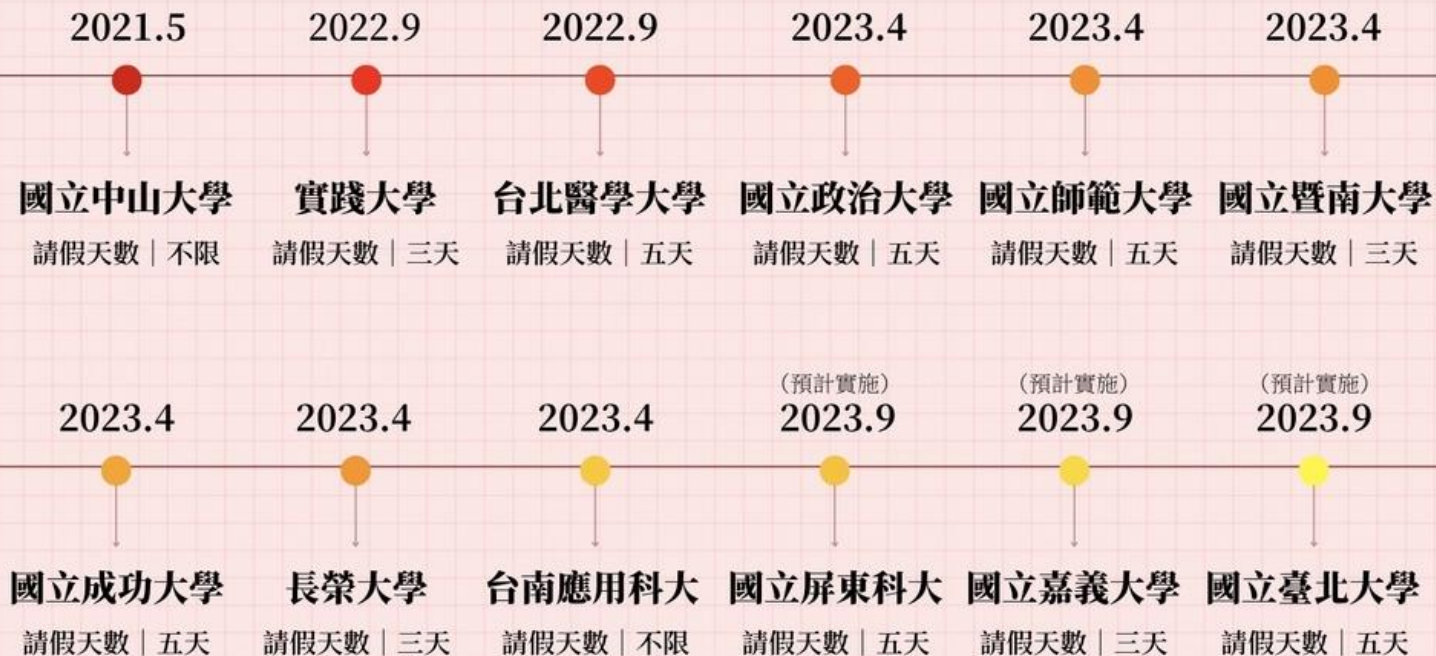 2021.5 2022.9 2022.9 2023.4 2023.4 2023.4
國立中山大學 實踐大學 台北醫學大學 國立政治大學 國立師範大學 國立暨南大學
請假天數｜不限 請假天數｜三天 請假天數｜五天 請假天數｜五天 請假天數｜五天 請假天數｜三天
（預計實施） （預計實施） （預計實施）
2023.4 2023.4 2023.4 2023.9 2023.9 2023.9
國立成功大學 長榮大學 台南應用科大 國立屏東科大 國立嘉義大學 國立臺北大學
請假天數｜五天 請假天數｜三天 請假天數｜不限 請假天數｜五天 請假天數｜三天 請假天數｜五天